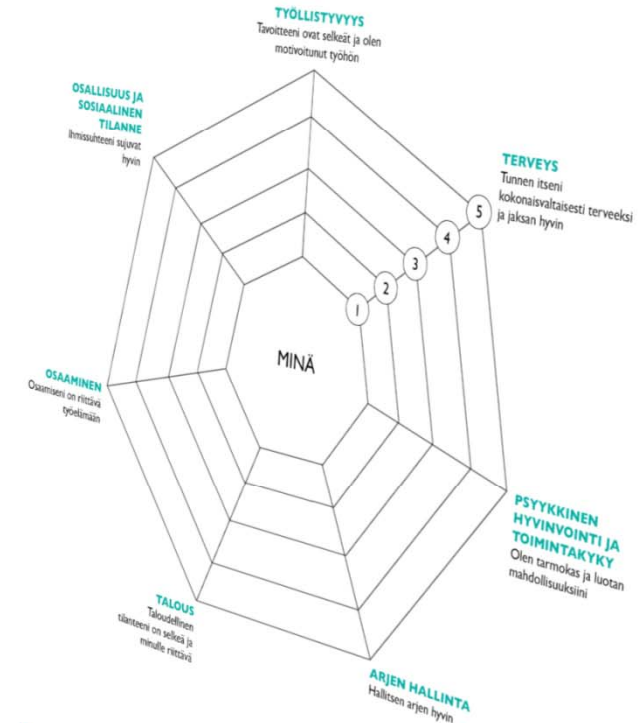 TYÖLLISTYVYYS
Tavoitteeni ovat selkeät ja olen
motivoitunut työhön
OSALLISUUS JA
SOSIAALINEN
TILANNE
Ihmissuhteeni sujuvat
hyvin
TERVEYS
Tunnen itseni
kokonaisvaltaisesti terveeksi
ja jaksan hyvin
5
4
3
2
1
MINÄ
OSAAMINEN
Osaamiseni on riittävä
työelämään
PSYYKKINEN
HYVINVOINTI JA
TOIMINTAKYKY
Olen tarmokas ja luotan
mahdollisuuksiini
TALOUS
Taloudellinen
tilanteeni on selkeä ja
minulle riittävä
ARJEN HALLINTA
Hallitsen arjen hyvin